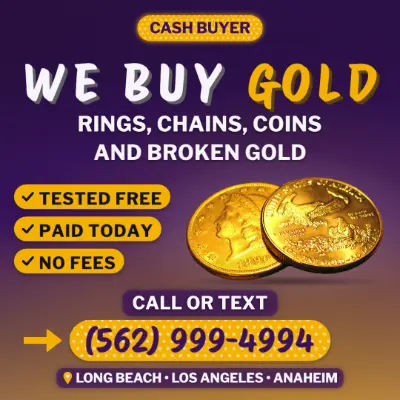 CASH BUYER
WE BUY GOLD
RINGS, CHAINS, COINS
AND BROKEN GOLD
✓ TESTED FREE
✓ PAID TODAY
✓ NO FEES
CALL OR TEXT
(562) 999-4994
LONG BEACH • LOS ANGELES • ANAHEIM